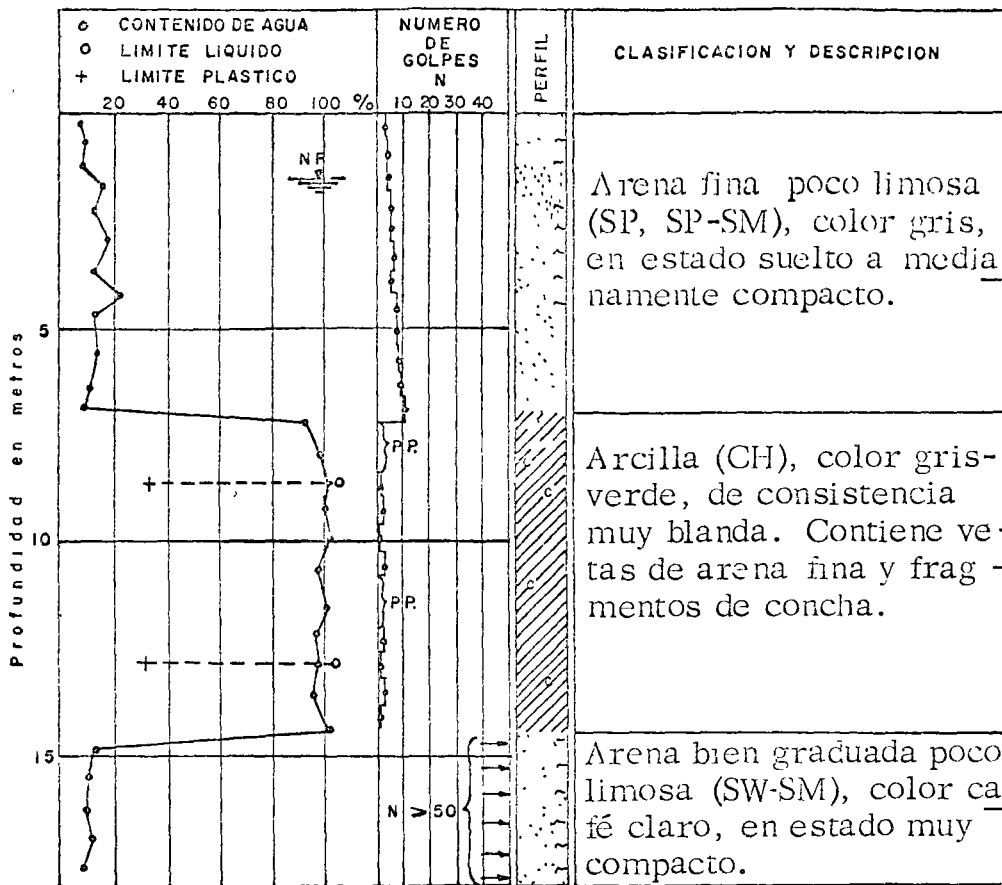 CONTENIDO DE AGUA
LIMITE LIQUIDO
+ LIMITE PLASTICO
20 40 60 80 100 %
NUMERO
DE
GOLPES
N
10 20 30 40
PERFIL
CLASIFICACION Y DESCRIPCION
N F
Profundidad en metros
5
10
15
P.P.
P.P.
N ⩾ 50
Arena fina poco limosa
(SP, SP-SM), color gris,
en estado suelto a media
namente compacto.
Arcilla (CH), color gris-
verde, de consistencia
muy blanda. Contiene ve-
tas de arena fina y frag -
mentos de concha.
Arena bien graduada poco
limosa (SW-SM), color ca
fé claro, en estado muy
compacto.